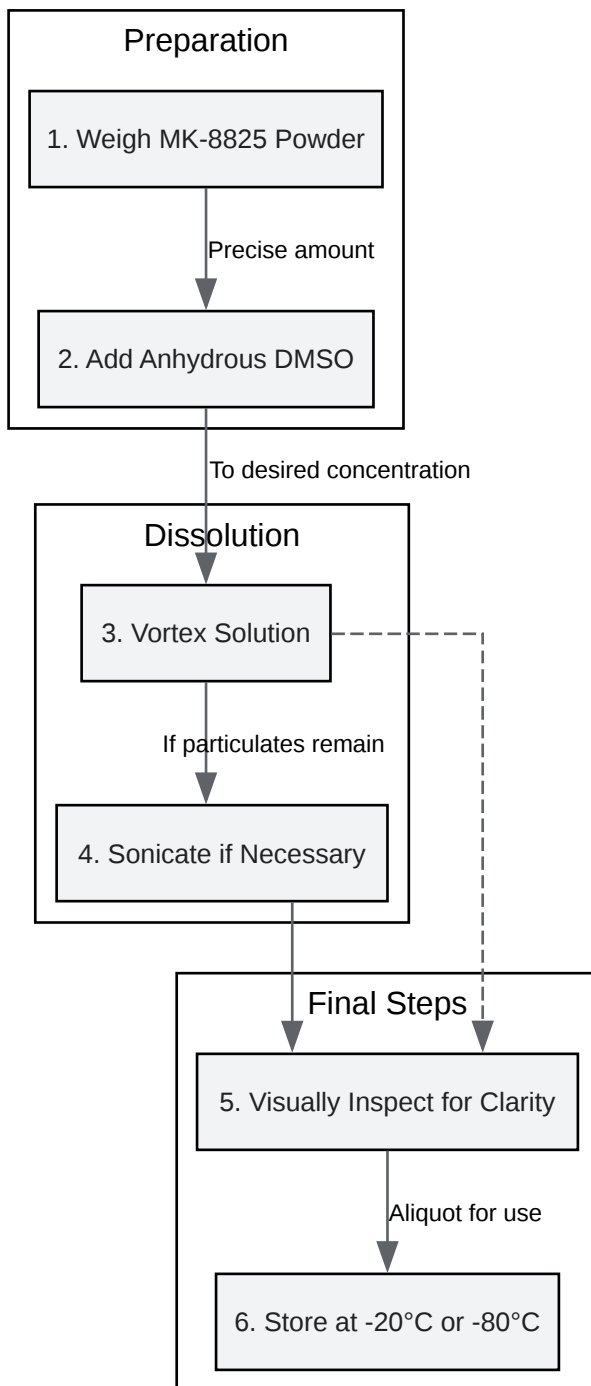 Preparation
1. Weigh MK-8825 Powder
Precise amount
2. Add Anhydrous DMSO
To desired concentration
Dissolution
3. Vortex Solution
If particulates remain
4. Sonicate if Necessary
Final Steps
5. Visually Inspect for Clarity
Aliquot for use
6. Store at -20°C or -80°C